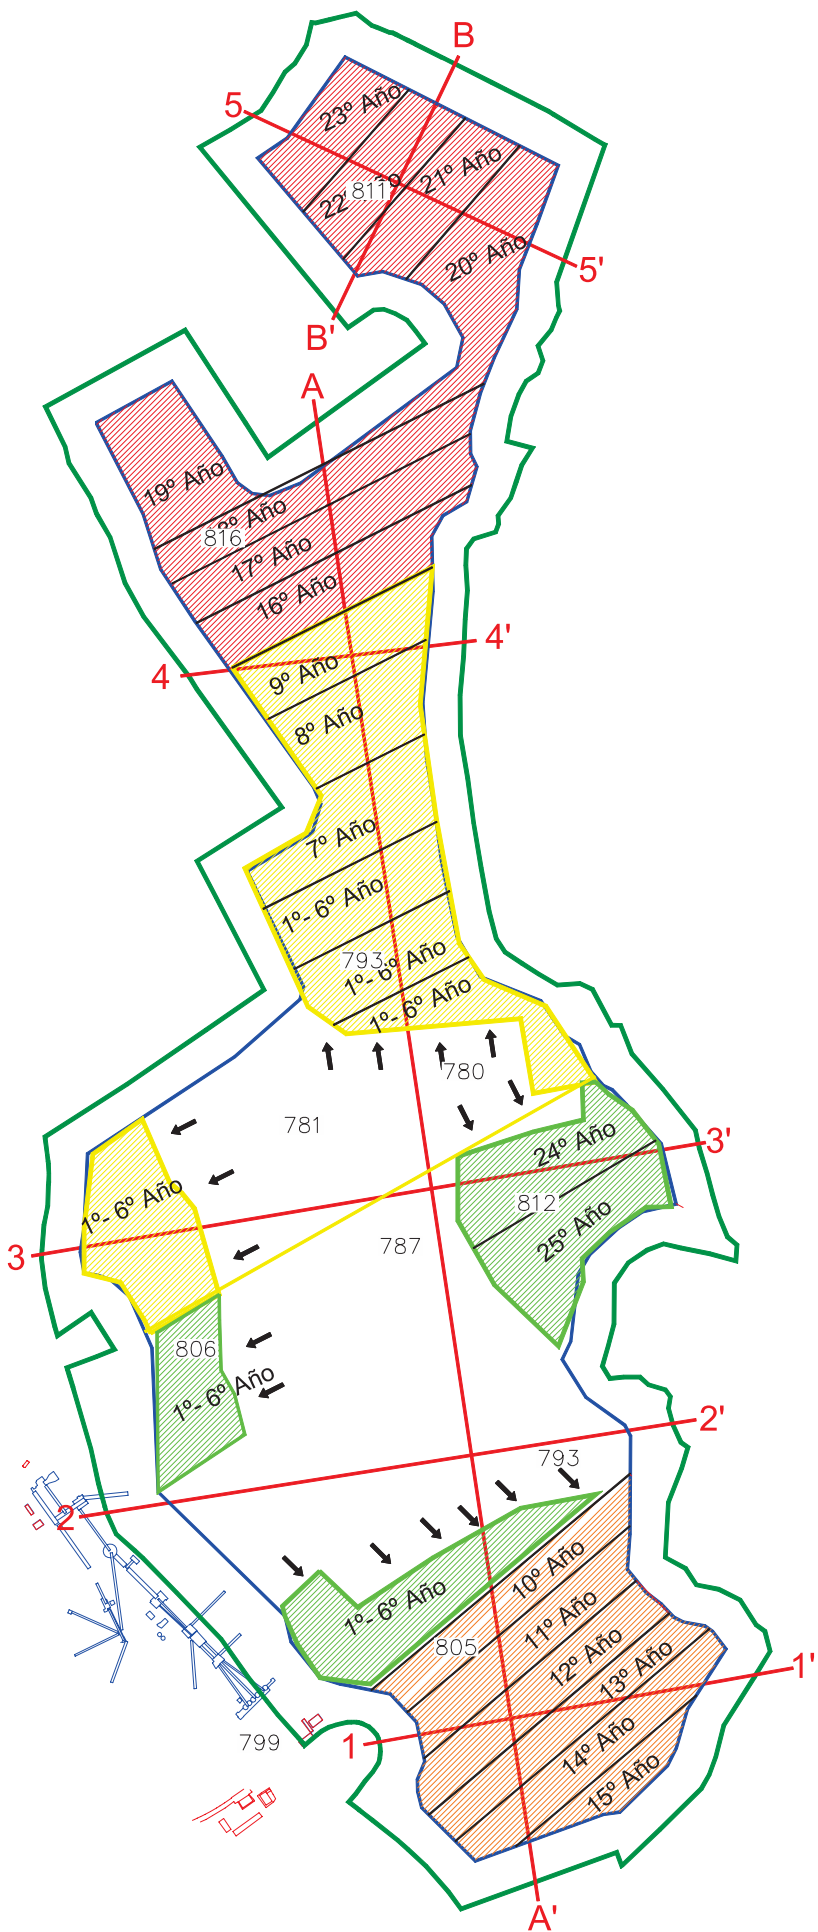 B
23º Año
5
21º Año
22º Año
811
20º Año
5'
B'
A
19º Año
18º Año
816
17º Año
16º Año
4'
9º Año
4
8º Año
7º Año
1º- 6º Año
1º- 6º Año
793
1º- 6º Año
780
781
24º Año
3'
1º- 6º Año
812
25º Año
3
787
806
1º- 6º Año
2'
793
2
10º Año
1º- 6º Año
11º Año
805
12º Año
13º Año
1'
799
1
14º Año
15º Año
A'